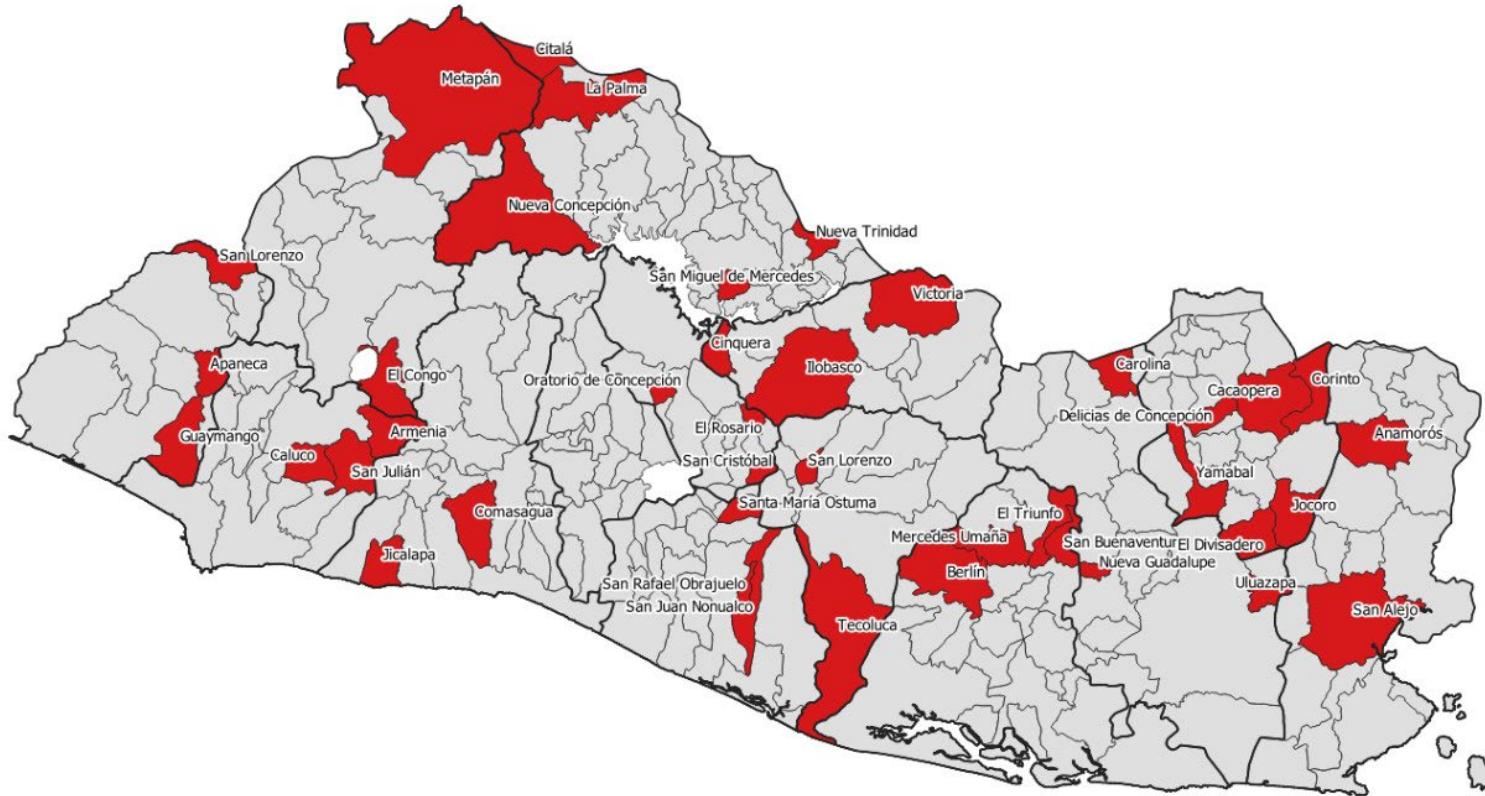 Citalá
Metapán
La Palma
Nueva Concepción
Nueva Trinidad
San Lorenzo
San Miguel de Mercedes
Victoria
Cinquera
Apaneca
El Congo
Oratorio de Concepción
Ilobasco
Carolina
Cacaopera
Corinto
Delicias de Concepción
Guaymango
Armenia
El Rosario
Anamorós
Caluco
San Julián
San Cristóbal
San Lorenzo
Yamabal
Comasagua
Santa María Ostuma
El Triunfo
Jocoro
Mercedes Umaña
San Buenaventur
El Divisadero
Jicalapa
Berlín
Nueva Guadalupe
San Rafael Obrajuelo
Uluazapa
San Juan Nonualco
San Alejo
Tecoluca